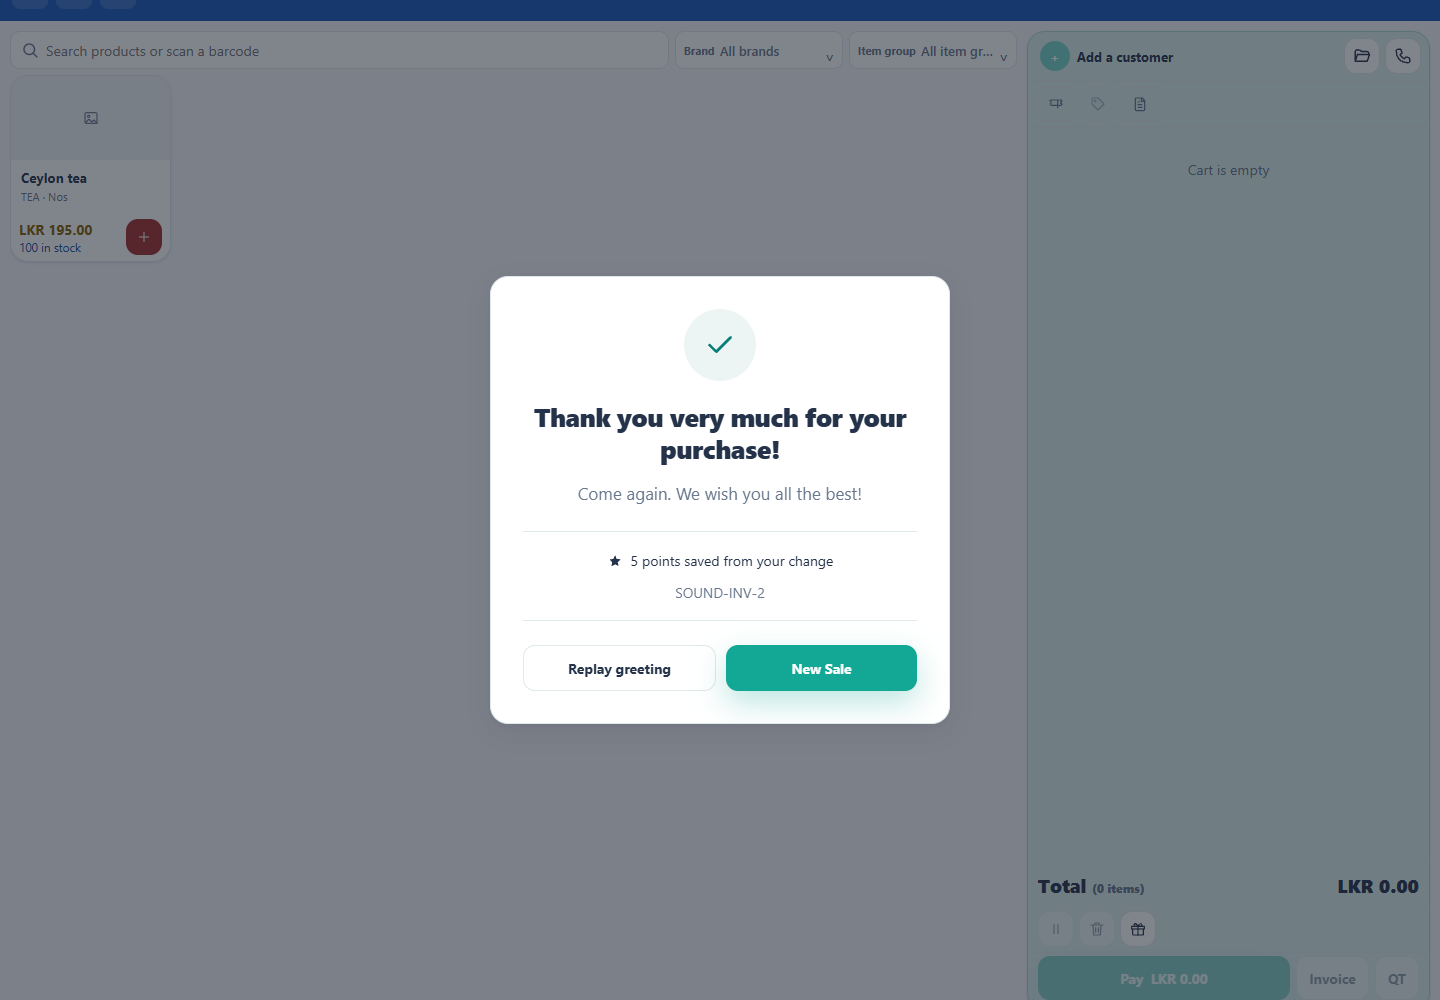 Search products or scan a barcode
Brand All brands
Item group All item gr...
Add a customer
Ceylon tea
TEA · Nos
LKR 195.00
100 in stock
Cart is empty
Thank you very much for your
purchase!
Come again. We wish you all the best!
5 points saved from your change
SOUND-INV-2
Replay greeting
New Sale
Total (0 items) LKR 0.00
Pay LKR 0.00
Invoice
QT